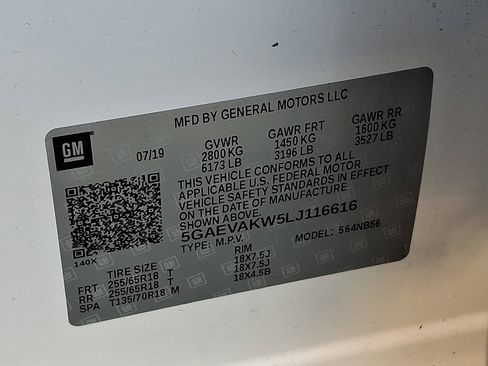 MFD BY GENERAL MOTORS LLC
GM
07/19
GVWR GAWR FRT GAWR RR
2800 KG 1450 KG 1600 KG
6173 LB 3196 LB 3527 LB
THIS VEHICLE CONFORMS TO ALL
APPLICABLE U.S. FEDERAL MOTOR
VEHICLE SAFETY STANDARDS IN EFFECT
ON THE DATE OF MANUFACTURE
SHOWN ABOVE.
5GAEVAKW5LJ116616
TYPE: M.P.V. MODEL: 564NB56
140X
TIRE SIZE RIM
FRT 255/65R18 T 18X7.5J
RR 255/65R18 T 18X7.5J
SPA T135/70R18 M 18X4.5B